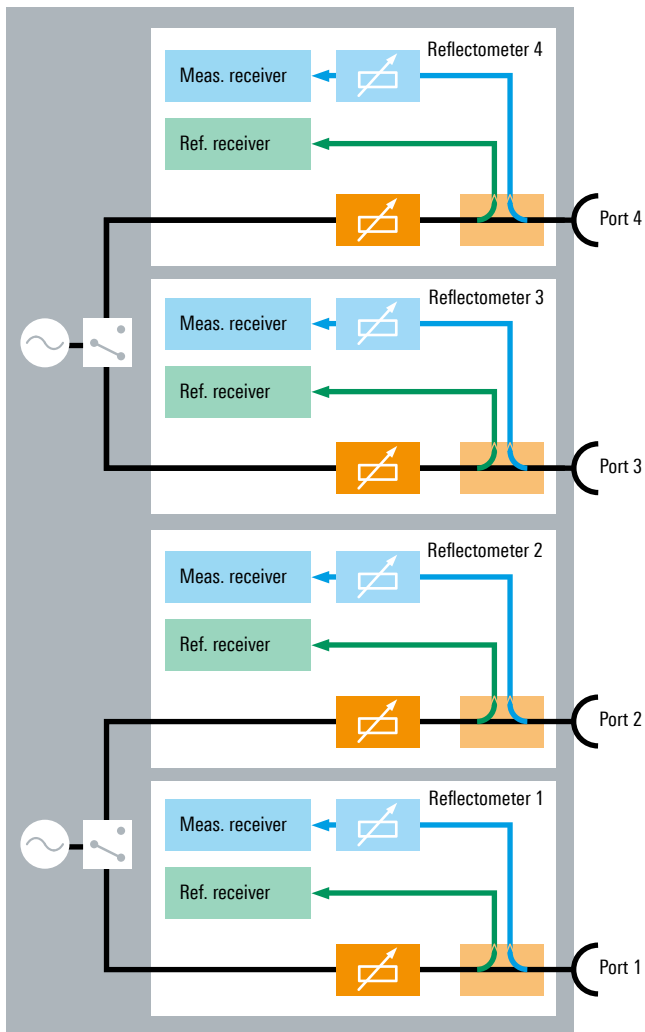 Reflectometer 4
Meas. receiver
Ref. receiver
Port 4
Reflectometer 3
Meas. receiver
Ref. receiver
Port 3
Reflectometer 2
Meas. receiver
Ref. receiver
Port 2
Reflectometer 1
Meas. receiver
Ref. receiver
Port 1